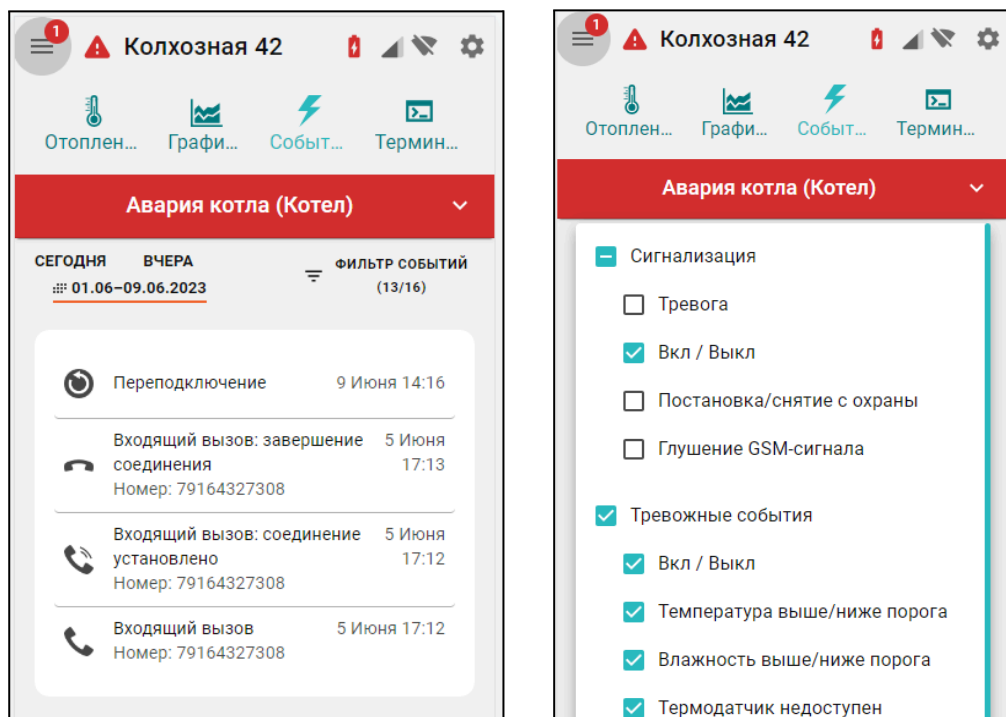 1
Колхозная 42
Отоплен... Графи... Событ... Термин...
Авария котла (Котел)
СЕГОДНЯ ВЧЕРА
01.06–09.06.2023
ФИЛЬТР СОБЫТИЙ
(13/16)
Переподключение 9 Июня 14:16
Входящий вызов: завершение 5 Июня
соединения 17:13
Номер: 79164327308
Входящий вызов: соединение 5 Июня
установлено 17:12
Номер: 79164327308
Входящий вызов 5 Июня 17:12
Номер: 79164327308
1
Колхозная 42
Отоплен... Графи... Событ... Термин...
Авария котла (Котел)
Сигнализация
Тревога
Вкл / Выкл
Постановка/снятие с охраны
Глушение GSM-сигнала
Тревожные события
Вкл / Выкл
Температура выше/ниже порога
Влажность выше/ниже порога
Термодатчик недоступен